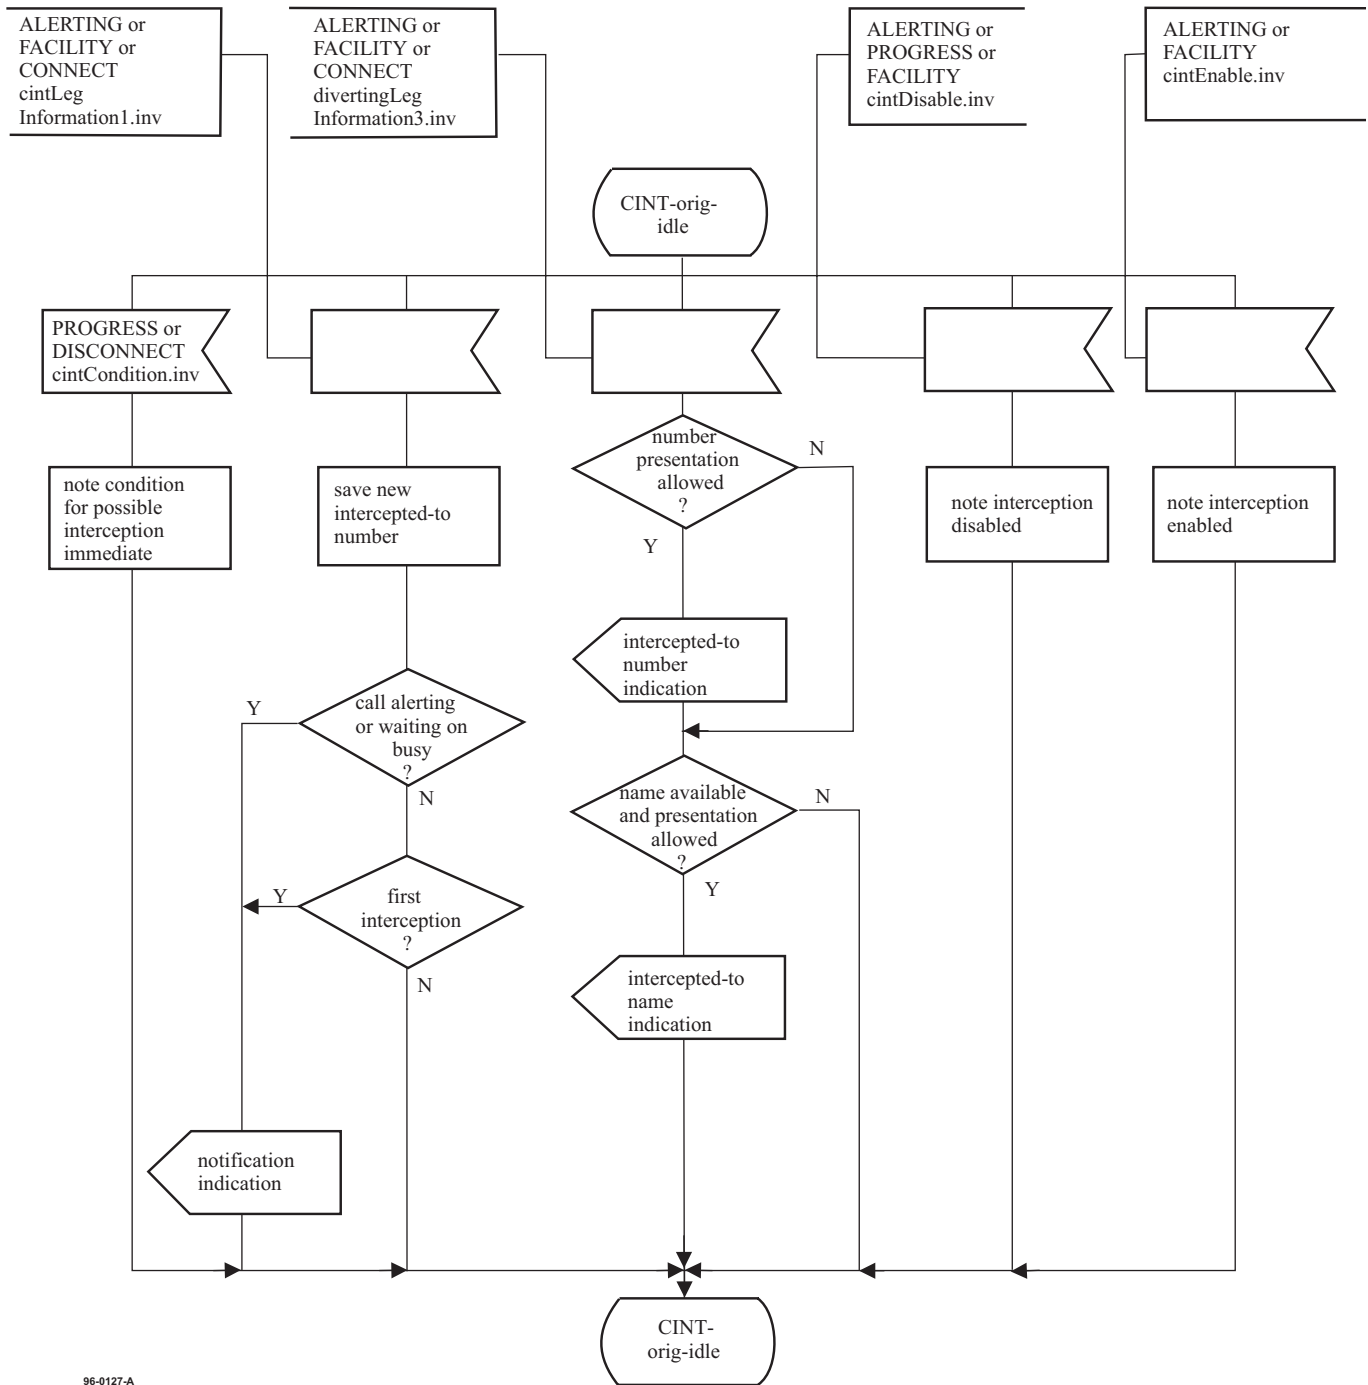 ALERTING or
FACILITY or
CONNECT
cintLeg
Information1.inv
ALERTING or
FACILITY or
CONNECT
divertingLeg
Information3.inv
ALERTING or
PROGRESS or
FACILITY
cintDisable.inv
ALERTING or
FACILITY
cintEnable.inv
CINT-orig-
idle
PROGRESS or
DISCONNECT
cintCondition.inv
note condition
for possible
interception
immediate
save new
intercepted-to
number
number
presentation
allowed
?
N
Y
note interception
disabled
note interception
enabled
intercepted-to
number
indication
call alerting
or waiting on
busy
?
Y
N
name available
and presentation
allowed
?
N
Y
first
interception
?
Y
N
intercepted-to
name
indication
notification
indication
CINT-
orig-idle
96-0127-A